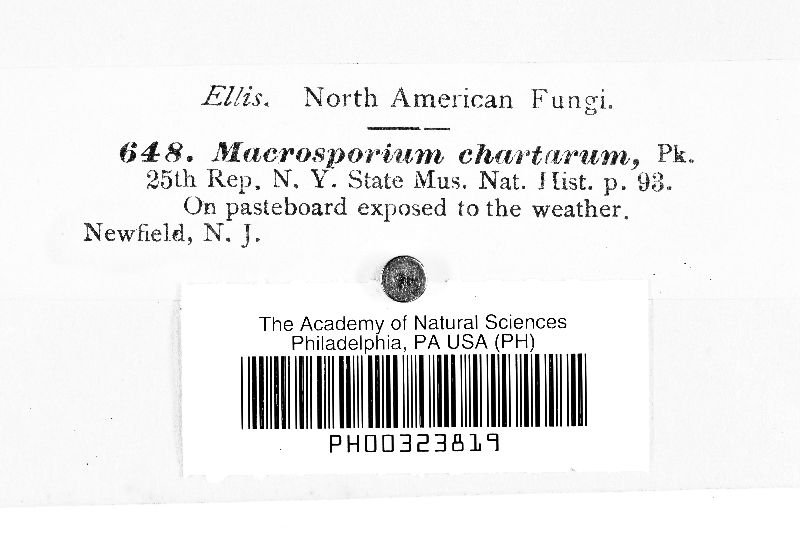 Ellis. North American Fungi.
648. Macrosporium chartarum, Pk.
25th Rep. N. Y. State Mus. Nat. Hist. p. 93.
On pasteboard exposed to the weather.
Newfield, N. J.
The Academy of Natural Sciences
Philadelphia, PA USA (PH)
PH00323819